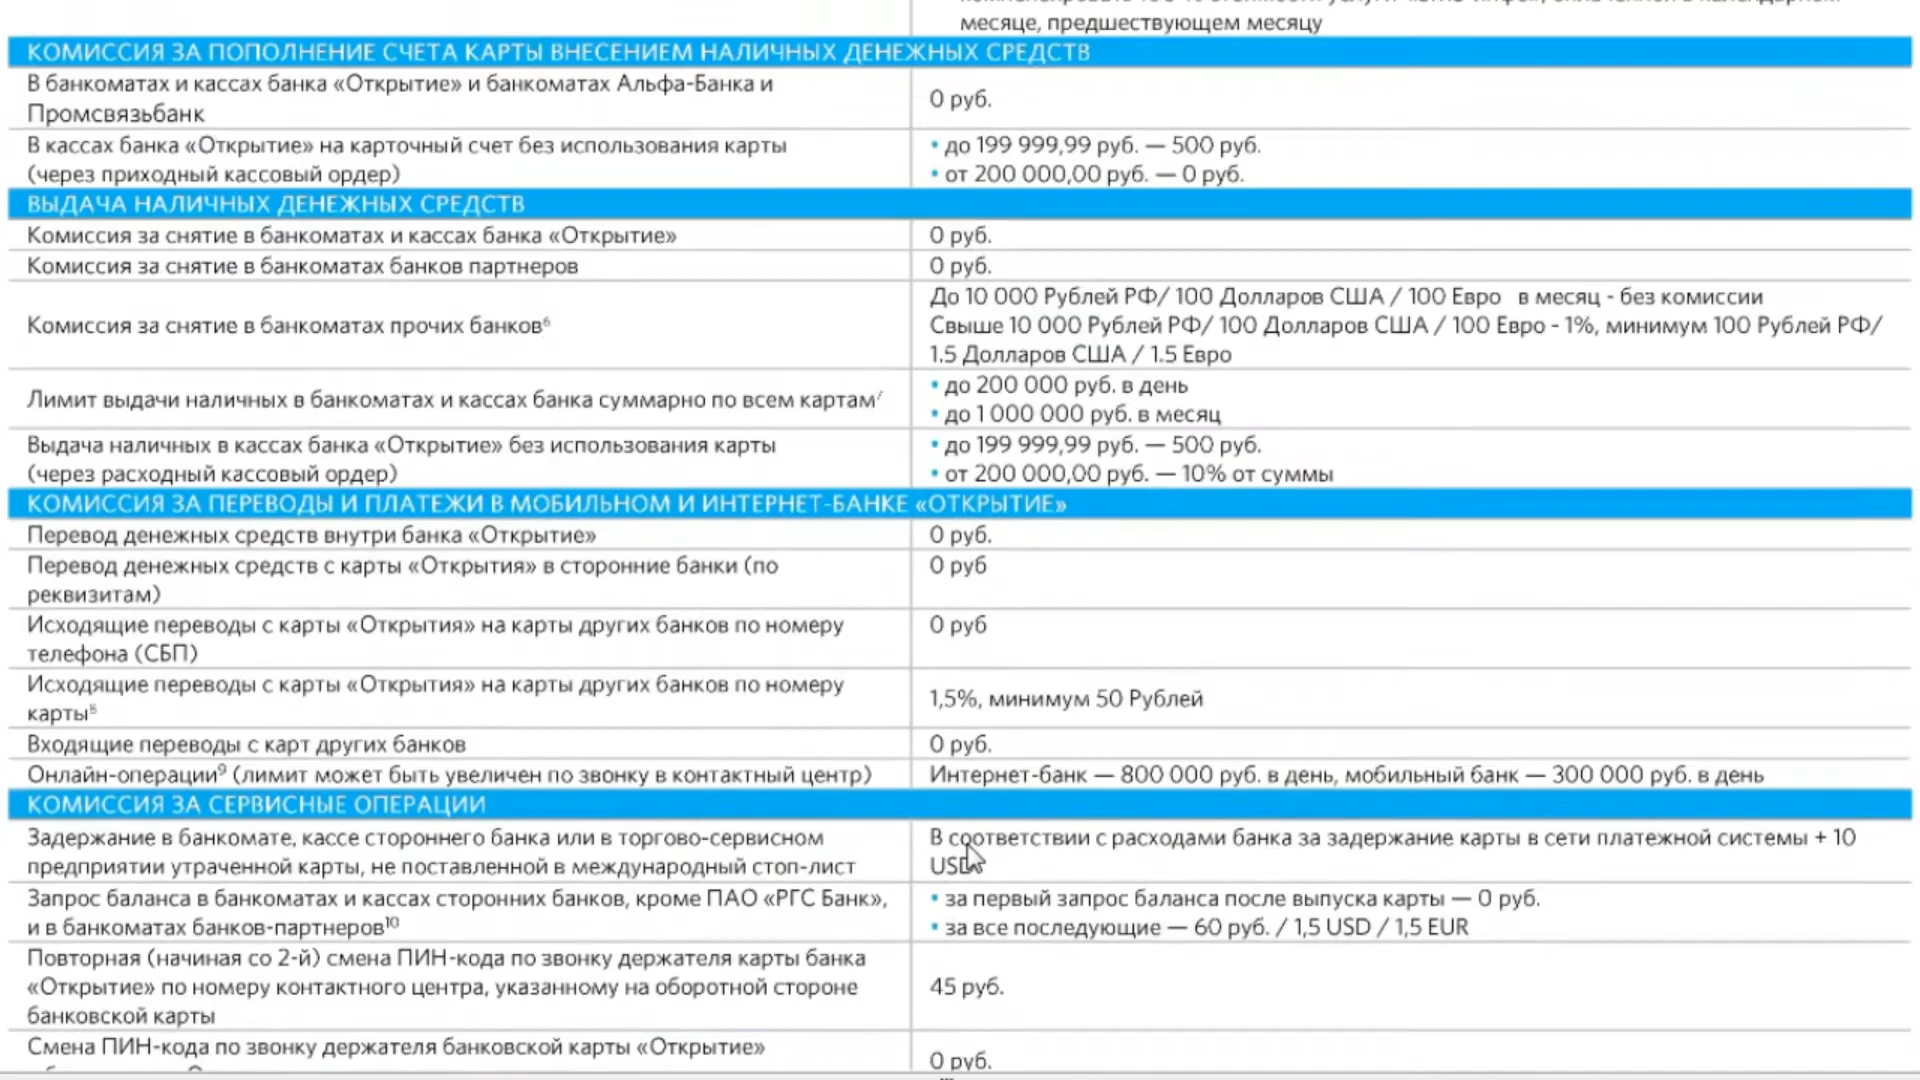 месяце, предшествующем месяцу
КОМИССИЯ ЗА ПОПОЛНЕНИЕ СЧЕТА КАРТЫ ВНЕСЕНИЕМ НАЛИЧНЫХ ДЕНЕЖНЫХ СРЕДСТВ
В банкоматах и кассах банка «Открытие» и банкоматах Альфа-Банка и
Промсвязьбанк
0 руб.
В кассах банка «Открытие» на карточный счет без использования карты
(через приходный кассовый ордер)
• до 199 999,99 руб. — 500 руб.
• от 200 000,00 руб. — 0 руб.
ВЫДАЧА НАЛИЧНЫХ ДЕНЕЖНЫХ СРЕДСТВ
Комиссия за снятие в банкоматах и кассах банка «Открытие»
0 руб.
Комиссия за снятие в банкоматах банков партнеров
0 руб.
Комиссия за снятие в банкоматах прочих банков⁶
До 10 000 Рублей РФ/ 100 Долларов США / 100 Евро в месяц - без комиссии
Свыше 10 000 Рублей РФ/ 100 Долларов США / 100 Евро - 1%, минимум 100 Рублей РФ/
1.5 Долларов США / 1.5 Евро
Лимит выдачи наличных в банкоматах и кассах банка суммарно по всем картам⁷
• до 200 000 руб. в день
• до 1 000 000 руб. в месяц
Выдача наличных в кассах банка «Открытие» без использования карты
(через расходный кассовый ордер)
• до 199 999,99 руб. — 500 руб.
• от 200 000,00 руб. — 10% от суммы
КОМИССИЯ ЗА ПЕРЕВОДЫ И ПЛАТЕЖИ В МОБИЛЬНОМ И ИНТЕРНЕТ-БАНКЕ «ОТКРЫТИЕ»
Перевод денежных средств внутри банка «Открытие»
0 руб.
Перевод денежных средств с карты «Открытия» в сторонние банки (по
реквизитам)
0 руб
Исходящие переводы с карты «Открытия» на карты других банков по номеру
телефона (СБП)
0 руб
Исходящие переводы с карты «Открытия» на карты других банков по номеру
карты⁸
1,5%, минимум 50 Рублей
Входящие переводы с карт других банков
0 руб.
Онлайн-операции⁹ (лимит может быть увеличен по звонку в контактный центр)
Интернет-банк — 800 000 руб. в день, мобильный банк — 300 000 руб. в день
КОМИССИЯ ЗА СЕРВИСНЫЕ ОПЕРАЦИИ
Задержание в банкомате, кассе стороннего банка или в торгово-сервисном
предприятии утраченной карты, не поставленной в международный стоп-лист
В соответствии с расходами банка за задержание карты в сети платежной системы + 10
USD
Запрос баланса в банкоматах и кассах сторонних банков, кроме ПАО «РГС Банк»,
и в банкоматах банков-партнеров¹⁰
• за первый запрос баланса после выпуска карты — 0 руб.
• за все последующие — 60 руб. / 1,5 USD / 1,5 EUR
Повторная (начиная со 2-й) смена ПИН-кода по звонку держателя карты банка
«Открытие» по номеру контактного центра, указанному на оборотной стороне
банковской карты
45 руб.
Смена ПИН-кода по звонку держателя банковской карты «Открытие»
0 руб.